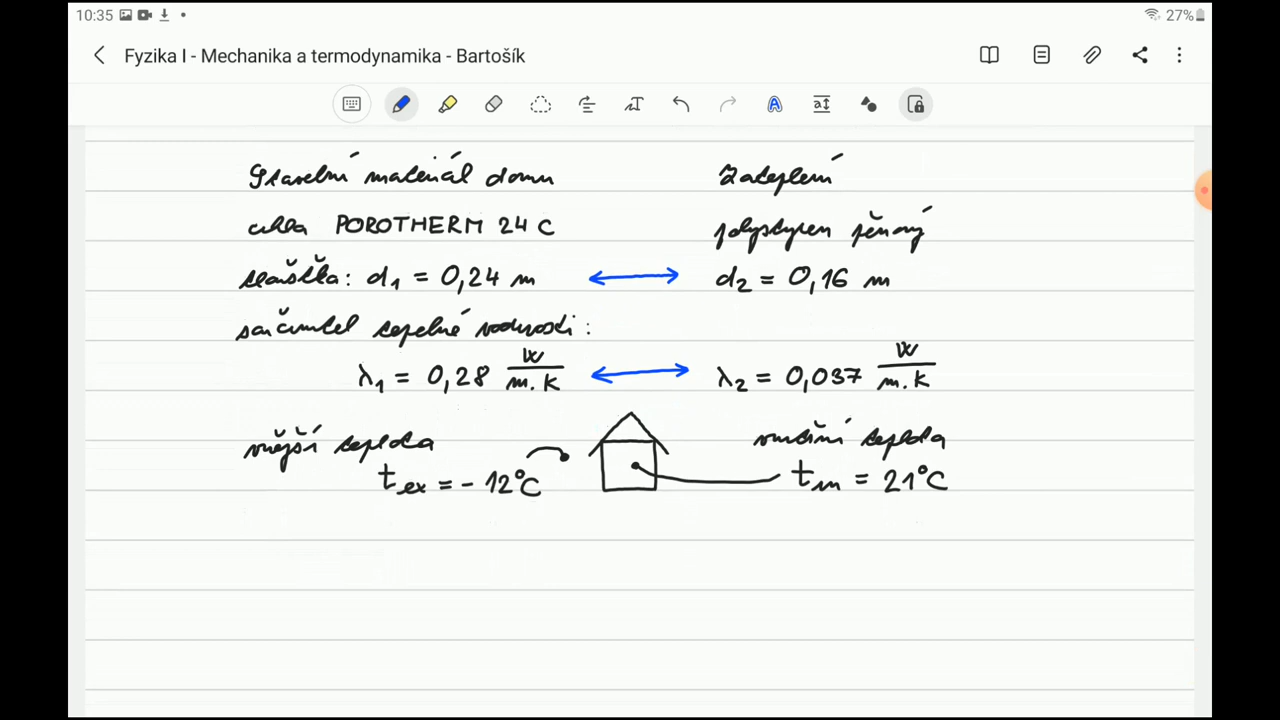 10:35 27%
Fyzika I - Mechanika a termodynamika - Bartošík
Stavební materiál domu Zateplení
cihla POROTHERM 24 C polystyren pěnový
tloušťka: d₁ = 0,24 m d₂ = 0,16 m
součinitel tepelné vodivosti:
λ₁ = 0,28 W/m.K λ₂ = 0,037 W/m.K
vnější teplota vnitřní teplota
t_ex = - 12°C t_in = 21°C